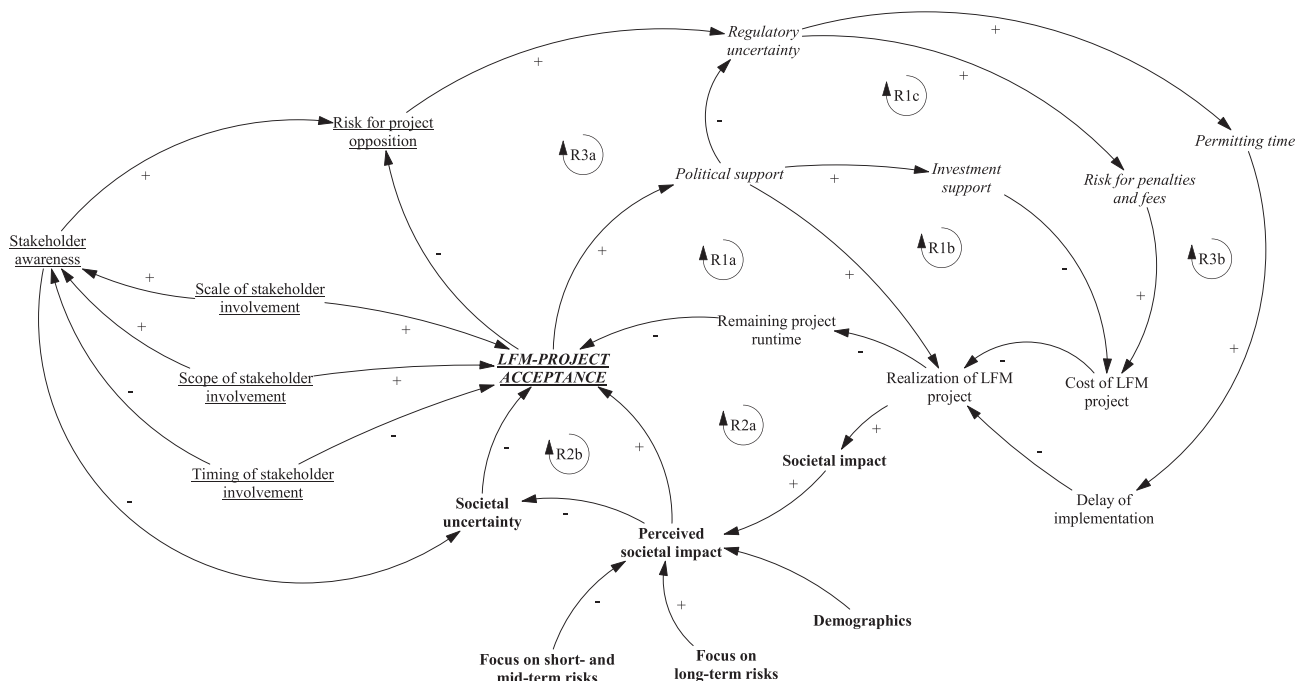 Regulatory
uncertainty
+
+
+
R1c
-
Risk for project
opposition
R3a
Permitting time
Political support
+
Investment
support
Risk for penalties
and fees
+
Stakeholder
awareness
+
-
R1a
+
R1b
-
R3b
+
Scale of stakeholder
involvement
+
+
Remaining project
runtime
+
-
-
-
+
LFM-PROJECT
ACCEPTANCE
Scope of stakeholder
involvement
+
-
Realization of LFM
project
Cost of LFM
project
-
R2a
+
-
R2b
+
-
Societal impact
Timing of stakeholder
involvement
+
-
Societal
uncertainty
-
Delay of
implementation
Perceived
societal impact
-
+
Demographics
Focus on short- and
mid-term risks
Focus on
long-term risks